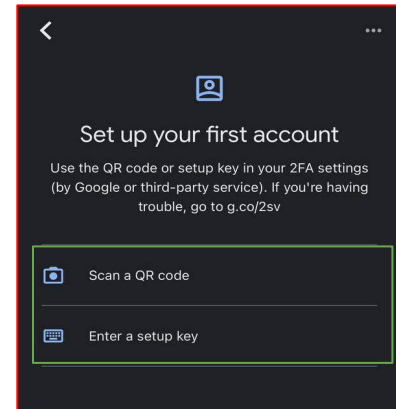 Set up your first account
Use the QR code or setup key in your 2FA settings
(by Google or third-party service). If you're having
trouble, go to g.co/2sv
Scan a QR code
Enter a setup key